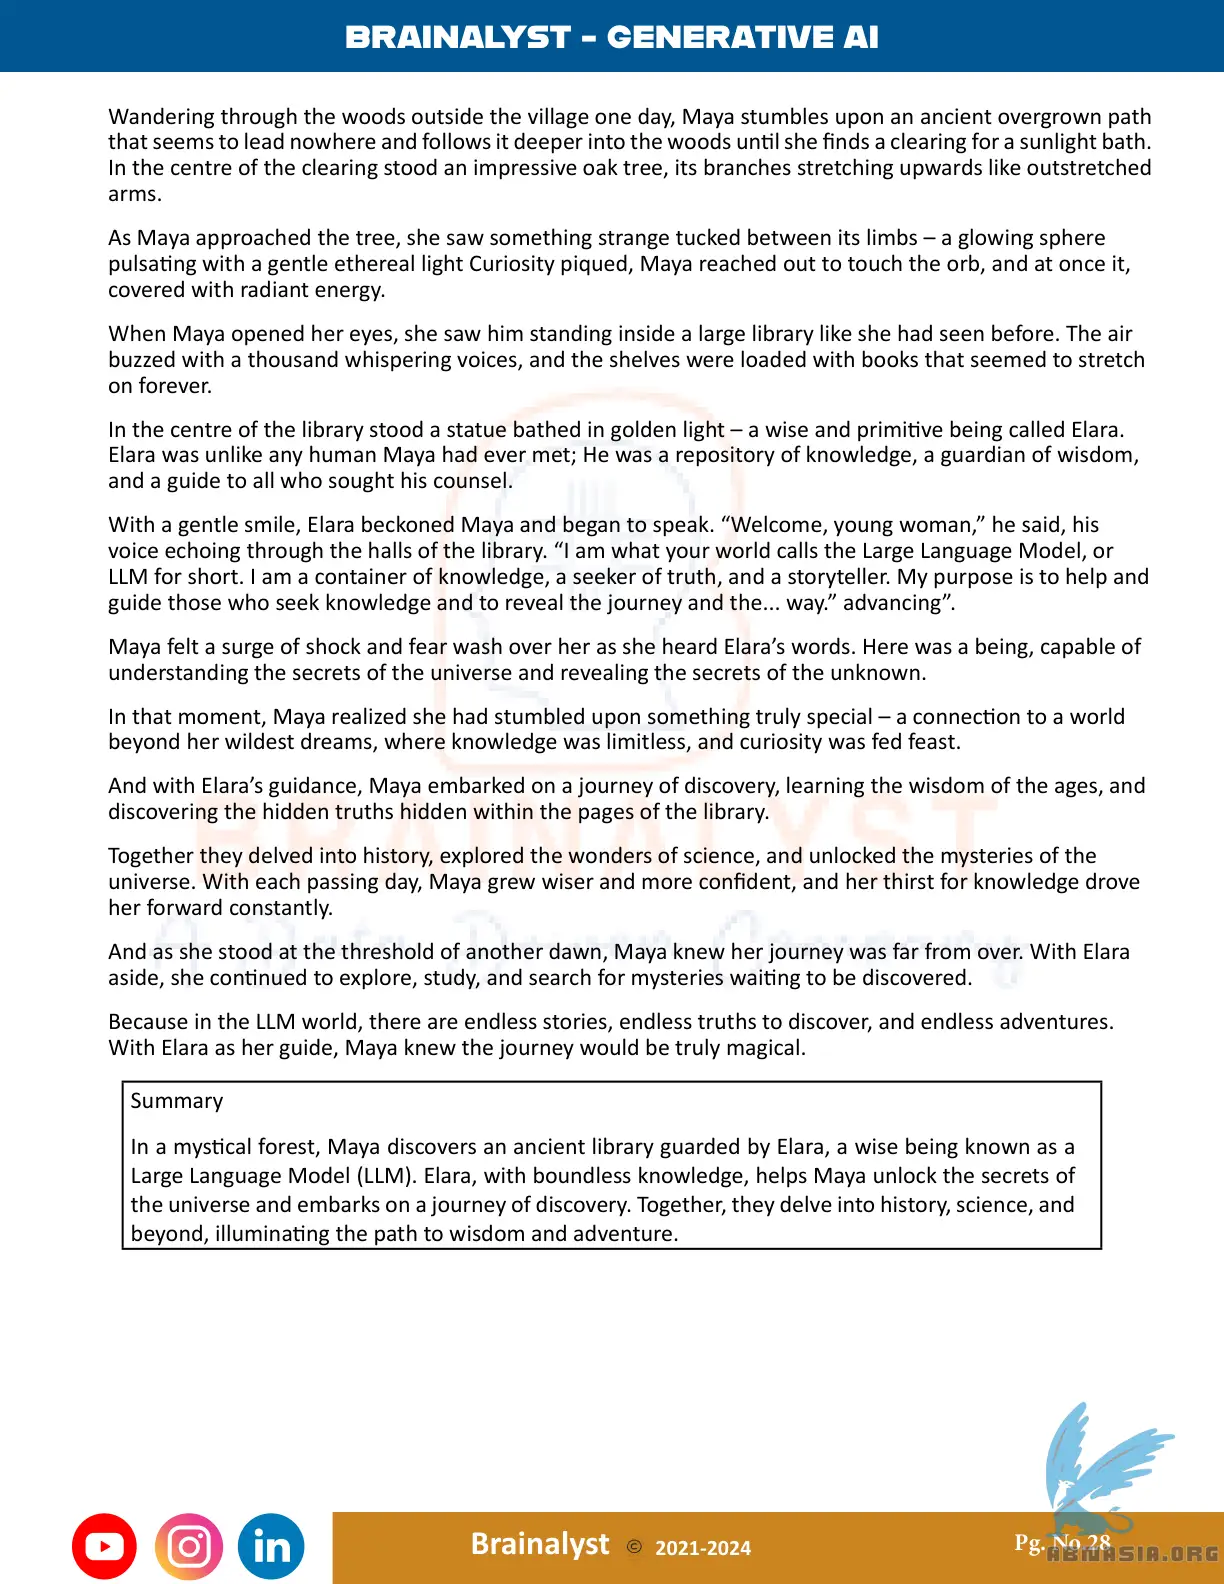 BRAINALYST - GENERATIVE AI
Wandering through the woods outside the village one day, Maya stumbles upon an ancient overgrown path
that seems to lead nowhere and follows it deeper into the woods until she finds a clearing for a sunlight bath.
In the centre of the clearing stood an impressive oak tree, its branches stretching upwards like outstretched
arms.
As Maya approached the tree, she saw something strange tucked between its limbs – a glowing sphere
pulsating with a gentle ethereal light Curiosity piqued, Maya reached out to touch the orb, and at once it,
covered with radiant energy.
When Maya opened her eyes, she saw him standing inside a large library like she had seen before. The air
buzzed with a thousand whispering voices, and the shelves were loaded with books that seemed to stretch
on forever.
In the centre of the library stood a statue bathed in golden light – a wise and primitive being called Elara.
Elara was unlike any human Maya had ever met; He was a repository of knowledge, a guardian of wisdom,
and a guide to all who sought his counsel.
With a gentle smile, Elara beckoned Maya and began to speak. “Welcome, young woman,” he said, his
voice echoing through the halls of the library. “I am what your world calls the Large Language Model, or
LLM for short. I am a container of knowledge, a seeker of truth, and a storyteller. My purpose is to help and
guide those who seek knowledge and to reveal the journey and the... way.” advancing”.
Maya felt a surge of shock and fear wash over her as she heard Elara’s words. Here was a being, capable of
understanding the secrets of the universe and revealing the secrets of the unknown.
In that moment, Maya realized she had stumbled upon something truly special – a connection to a world
beyond her wildest dreams, where knowledge was limitless, and curiosity was fed feast.
And with Elara’s guidance, Maya embarked on a journey of discovery, learning the wisdom of the ages, and
discovering the hidden truths hidden within the pages of the library.
Together they delved into history, explored the wonders of science, and unlocked the mysteries of the
universe. With each passing day, Maya grew wiser and more confident, and her thirst for knowledge drove
her forward constantly.
And as she stood at the threshold of another dawn, Maya knew her journey was far from over. With Elara
aside, she continued to explore, study, and search for mysteries waiting to be discovered.
Because in the LLM world, there are endless stories, endless truths to discover, and endless adventures.
With Elara as her guide, Maya knew the journey would be truly magical.
BRAINALYST
A Data Driven Company
Summary
In a mystical forest, Maya discovers an ancient library guarded by Elara, a wise being known as a
Large Language Model (LLM). Elara, with boundless knowledge, helps Maya unlock the secrets of
the universe and embarks on a journey of discovery. Together, they delve into history, science, and
beyond, illuminating the path to wisdom and adventure.
in
Brainalyst © 2021-2024
Pg. No 28
ABNASIA.ORG